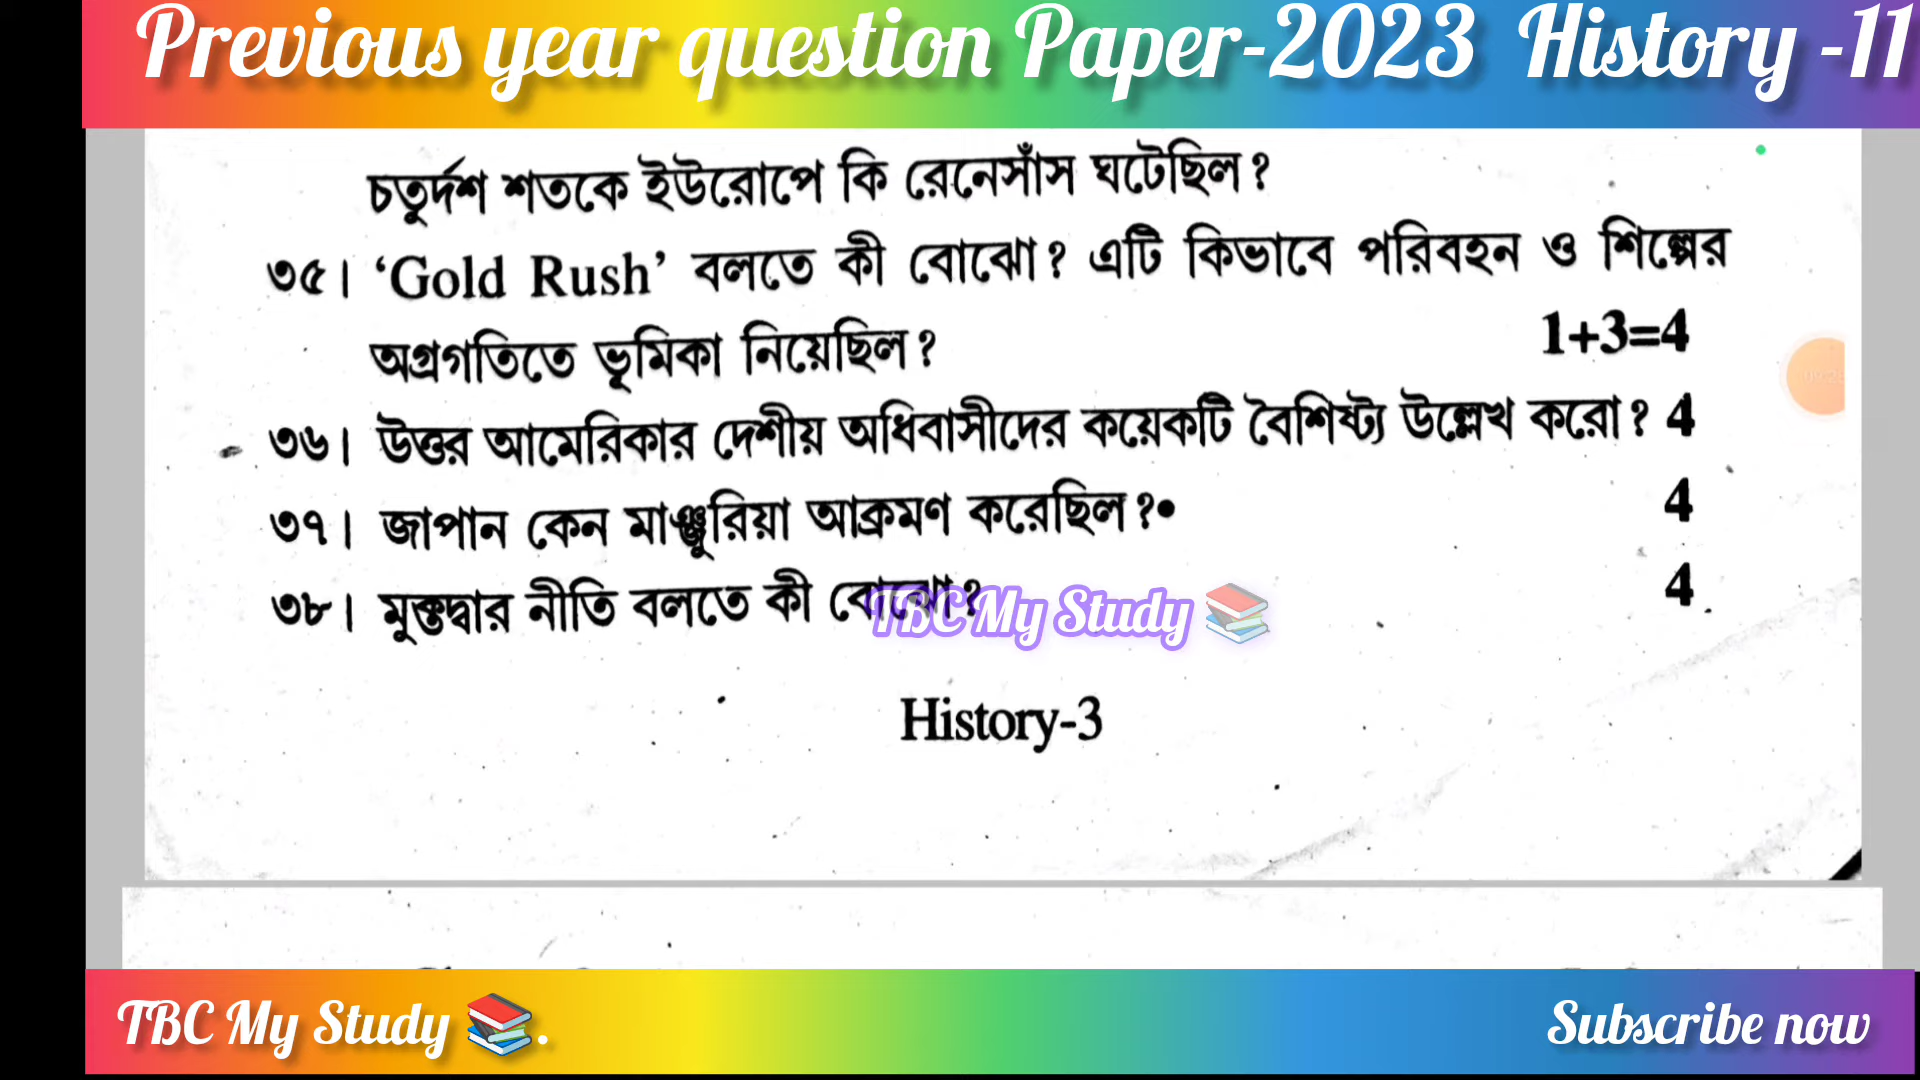 Previous year question Paper-2023 History -11
চতুর্দশ শতকে ইউরোপে কি রেনেসাঁস ঘটেছিল?
৩৫। ‘Gold Rush’ বলতে কী বোঝো? এটি কিভাবে পরিবহন ও শিল্পের
অগ্রগতিতে ভূমিকা নিয়েছিল? 1+3=4
৩৬। উত্তর আমেরিকার দেশীয় অধিবাসীদের কয়েকটি বৈশিষ্ট্য উল্লেখ করো? 4
৩৭। জাপান কেন মাঞ্চুরিয়া আক্রমণ করেছিল? 4
৩৮। মুক্তদ্বার নীতি বলতে কী বোঝো? 4
TBC My Study
History-3
TBC My Study .
Subscribe now